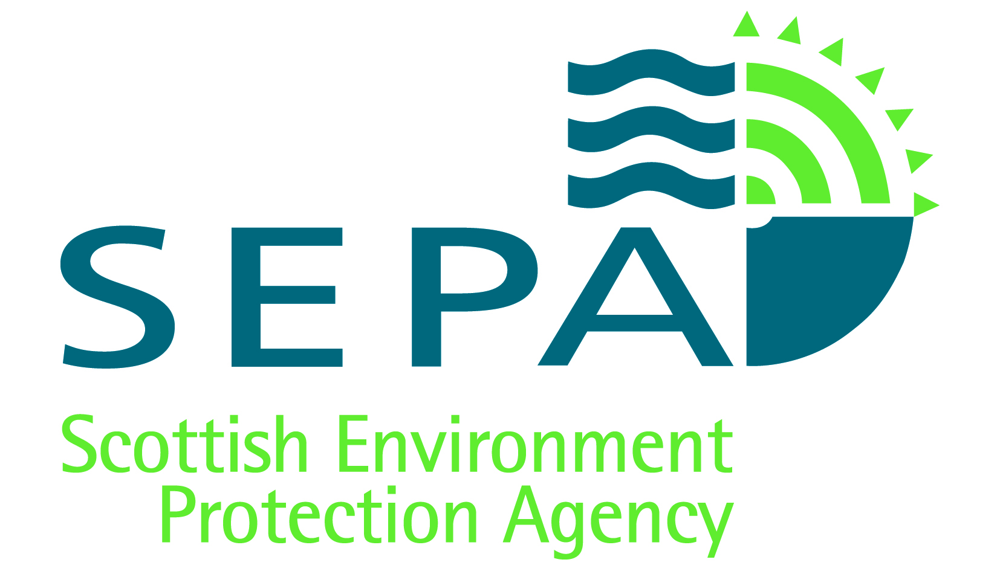 SEPA
Scottish Environment
Protection Agency